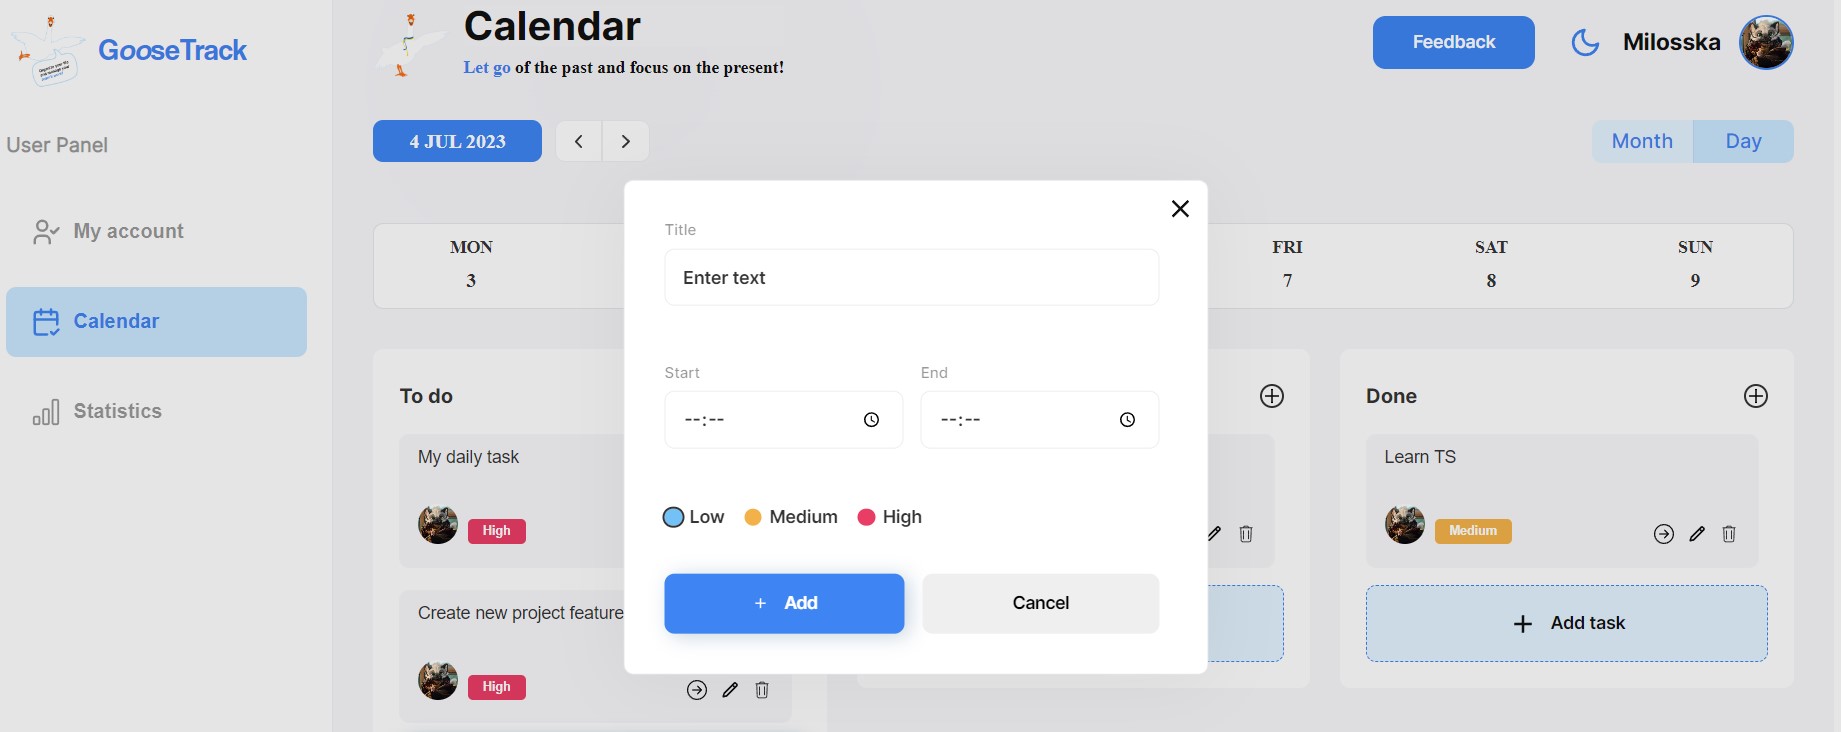 GooseTrack
Calendar
Let go of the past and focus on the present!
Feedback
Milosska
User Panel
My account
Calendar
Statistics
4 JUL 2023
Month
Day
MON
3
FRI
7
SAT
8
SUN
9
To do
My daily task
High
Create new project feature
High
Title
Enter text
Start
End
--:--
--:--
Low
Medium
High
+ Add
Cancel
Done
Learn TS
Medium
+ Add task